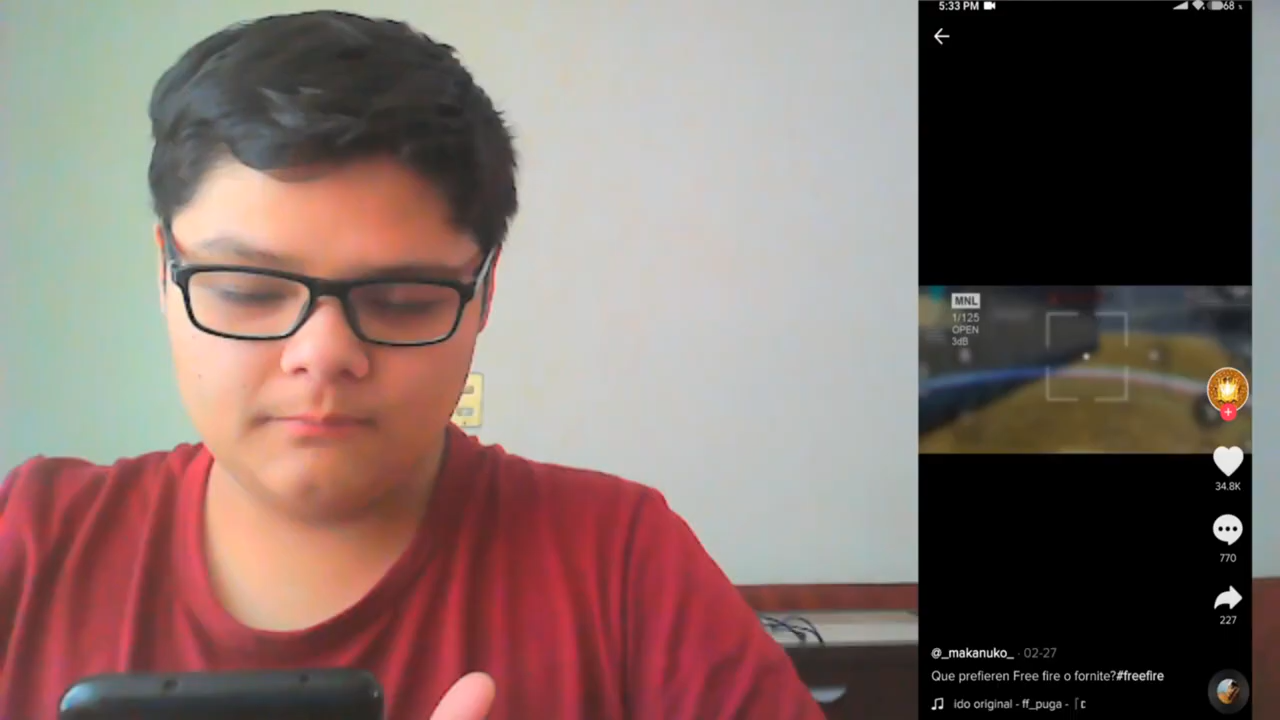 5:33 PM
68 %
MNL
1/125
OPEN
3dB
34.8K
770
227
@_makanuko_ · 02-27
Que prefieren Free fire o fornite?#freefire
ido original - ff_puga -